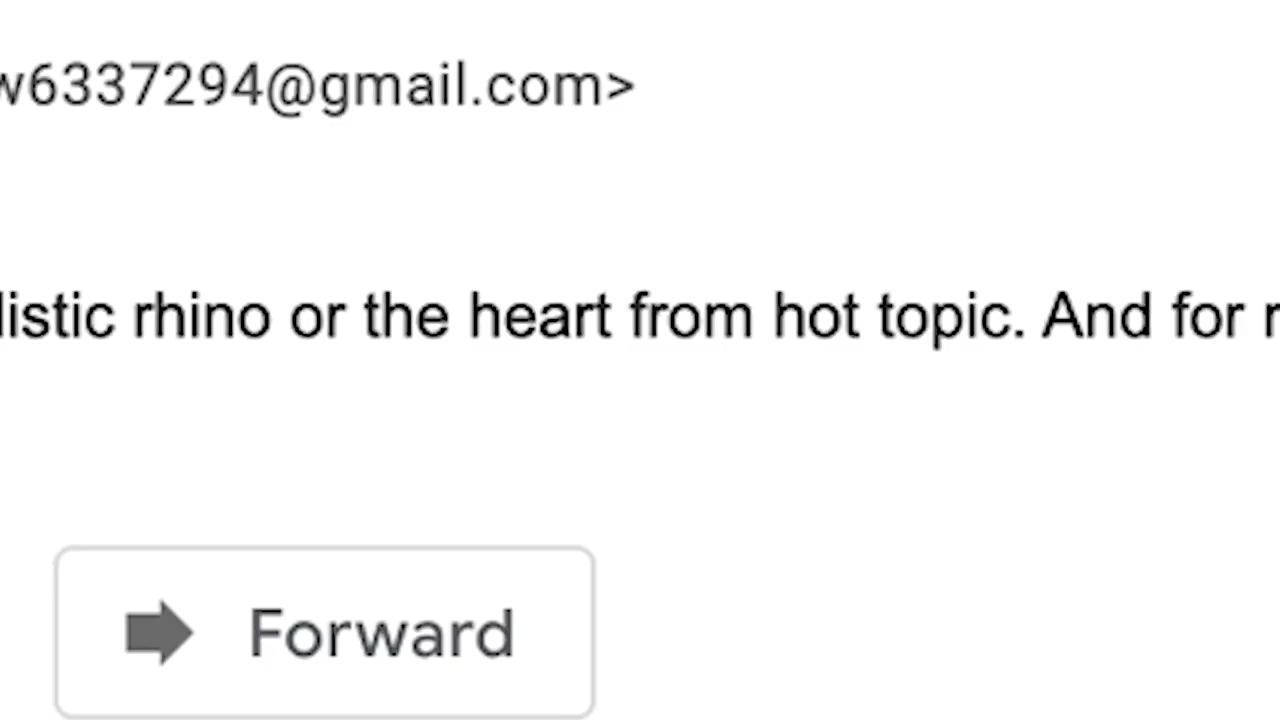 w6337294@gmail.com>
listic rhino or the heart from hot topic. And for r
Forward